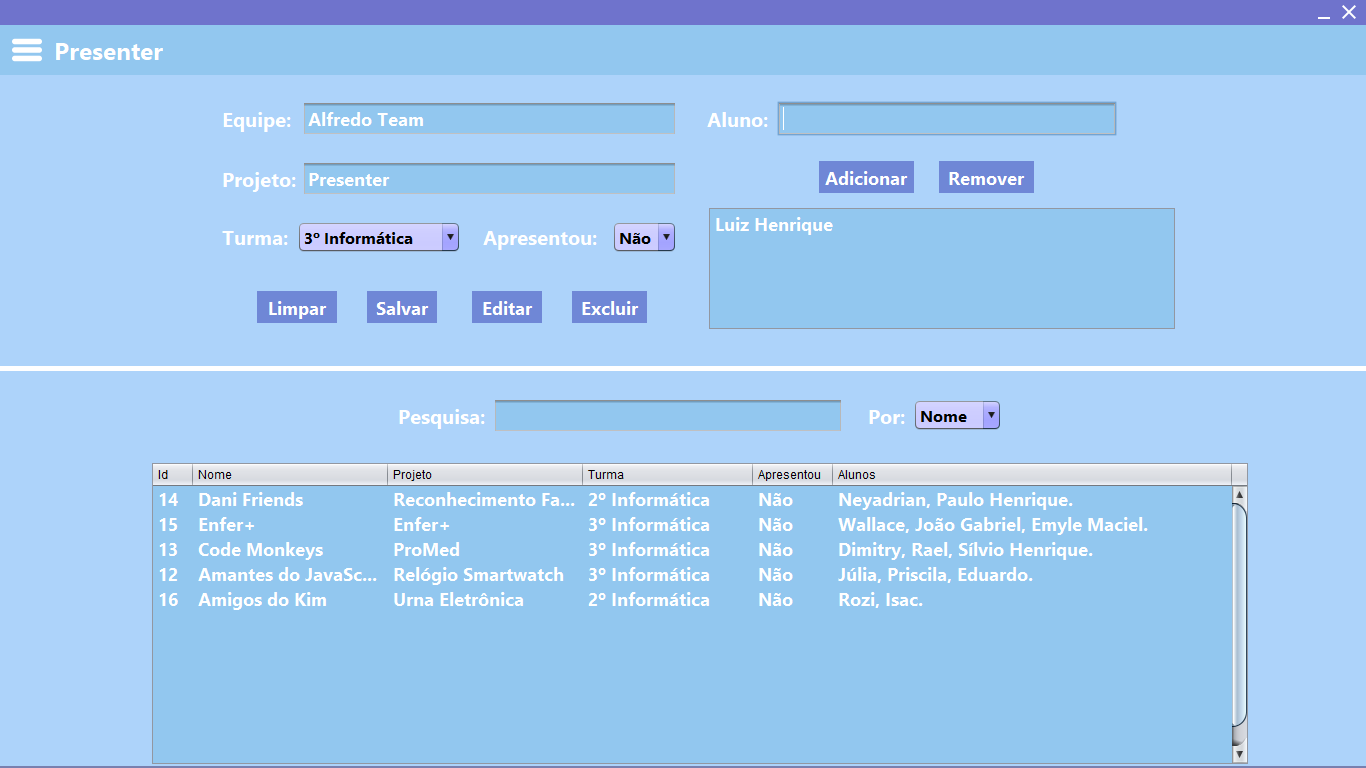 Presenter
Equipe: Alfredo Team Aluno:
Projeto: Presenter Adicionar Remover
Turma: 3º Informática Apresentou: Não Luiz Henrique
Limpar Salvar Editar Excluir
Pesquisa: Por: Nome
Id Nome Projeto Turma Apresentou Alunos
14 Dani Friends Reconhecimento Fa... 2º Informática Não Neyadrian, Paulo Henrique.
15 Enfer+ Enfer+ 3º Informática Não Wallace, João Gabriel, Emyle Maciel.
13 Code Monkeys ProMed 3º Informática Não Dimitry, Rael, Sílvio Henrique.
12 Amantes do JavaSc... Relógio Smartwatch 3º Informática Não Júlia, Priscila, Eduardo.
16 Amigos do Kim Urna Eletrônica 2º Informática Não Rozi, Isac.